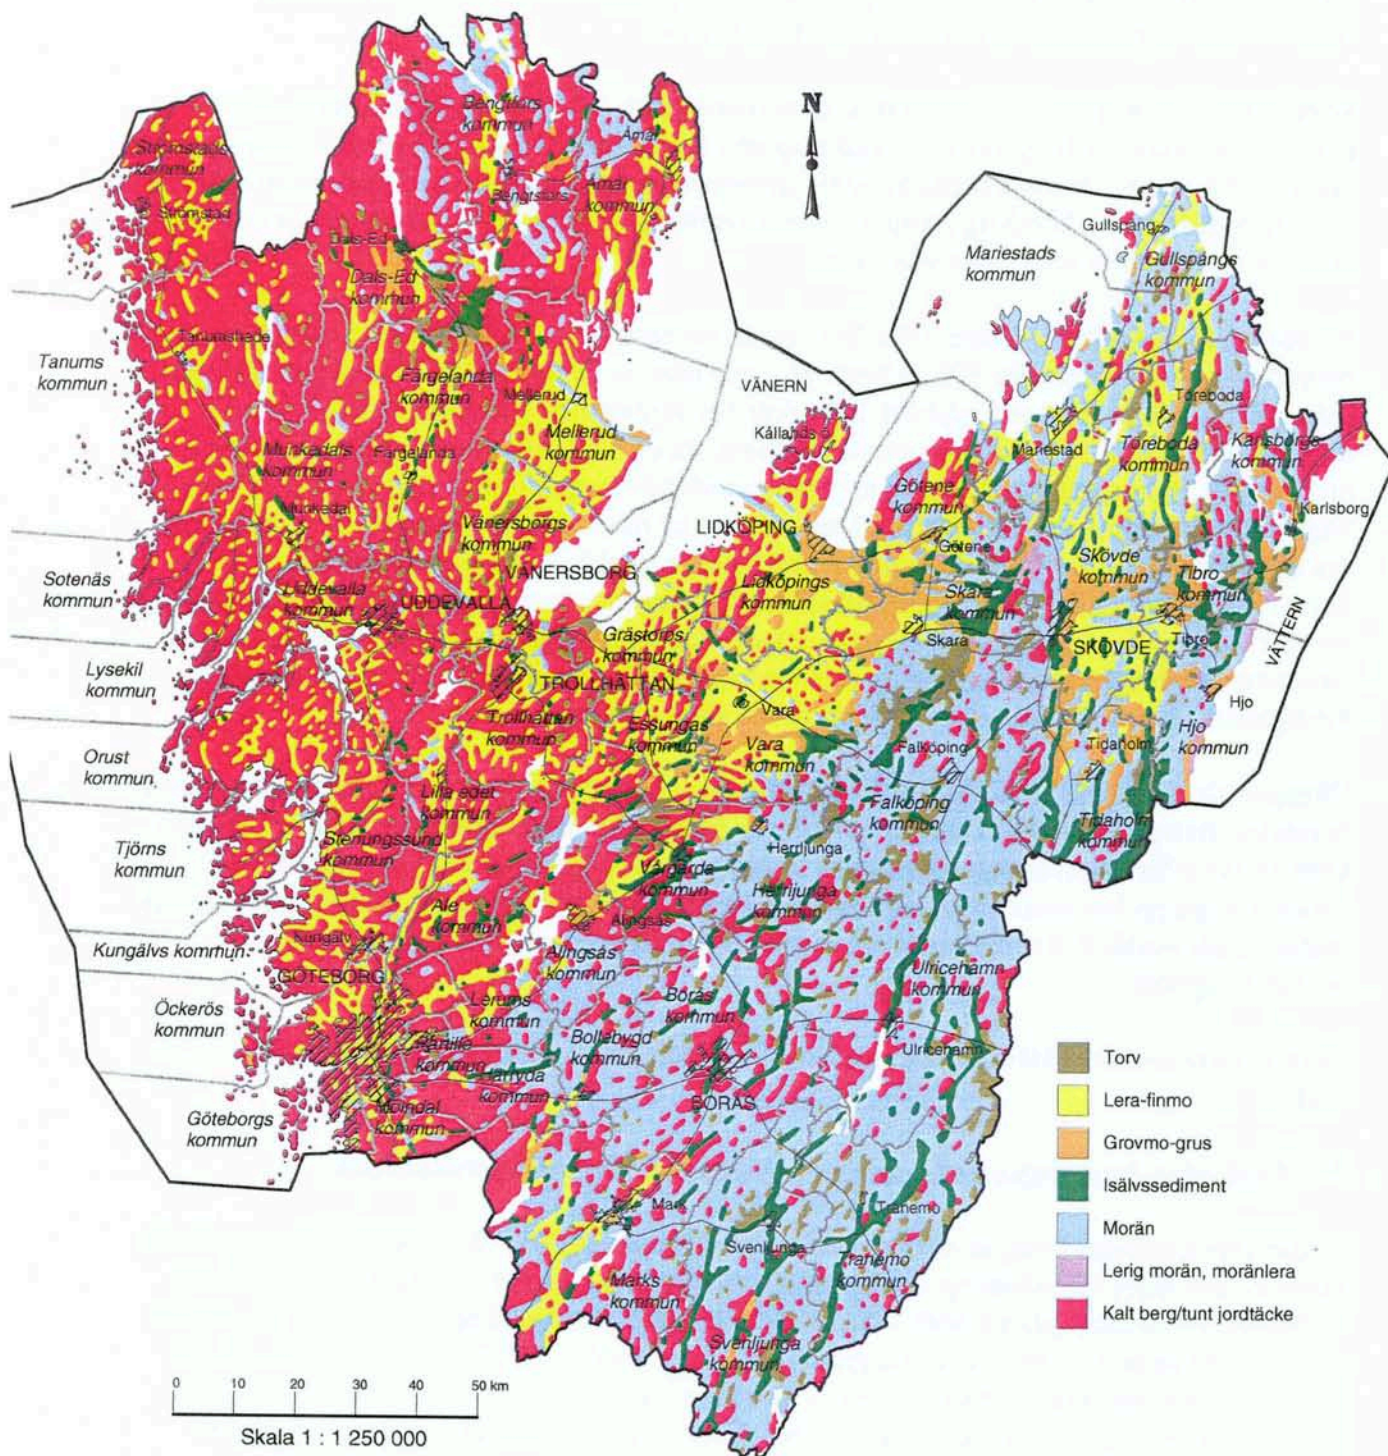 N
Bengtfors
kommun
Åmål
Strömstads
kommun
Bengtsfors
Åmål
kommun
Strömstad
Gullspång
Mariestads
kommun
Gullspångs
kommun
Dals-Ed
Dals-Ed
kommun
Tanumshede
Tanums
kommun
Färgelanda
kommun
Mellerud
VÄNERN
Töreboda
Mellerud
kommun
Kållands ö
Mariestad
Töreboda
kommun
Karlsborgs
kommun
Munkedals
kommun
Färgelanda
Götene
kommun
Munkedal
Vänersborgs
kommun
LIDKÖPING
Karlsborg
Götene
Skövde
kommun
Sotenäs
kommun
VÄNERSBORG
Lidköpings
kommun
Skara
kommun
Tibro
kommun
Uddevalla
kommun
UDDEVALLA
Grästorps
kommun
Skara
SKÖVDE
Tibro
VÄTTERN
Lysekil
kommun
TROLLHÄTTAN
Vara
Hjo
Trollhättan
kommun
Essungas
kommun
Vara
kommun
Falköping
Tidaholm
Hjo
kommun
Orust
kommun
Lilla edet
kommun
Falköping
kommun
Tidaholm
kommun
Tjörns
kommun
Stenungssund
kommun
Herrljunga
Vårgårda
kommun
Herrljunga
kommun
Ale
kommun
Alingsås
Kungälvs kommun
Kungälv
Alingsås
kommun
GÖTEBORG
Ulricehamn
kommun
Öckerös
kommun
Lerums
kommun
Borås
kommun
Bollebygd
kommun
Partille
kommun
Ulricehamn
Härryda
kommun
BORÅS
Göteborgs
kommun
Mölndal
kommun
Torv
Lera-finmo
Grovmo-grus
Isälvssediment
Morän
Lerig morän, moränlera
Kalt berg/tunt jordtäcke
Mark
Tranemo
Svenljunga
Marks
kommun
Tranemo
kommun
Svenljunga
kommun
0 10 20 30 40 50 km
Skala 1 : 1 250 000